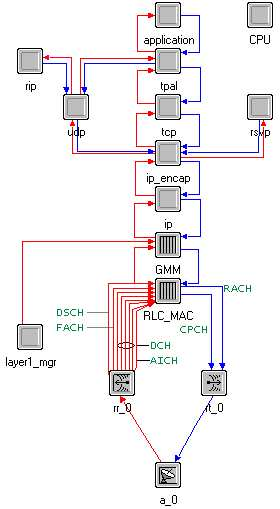 application
CPU
rip
tpal
udp
tcp
rsvp
ip_encap
ip
GMM
DSCH
RACH
FACH
RLC_MAC
CPCH
DCH
layer1_mgr
AICH
rr_0
rt_0
a_0